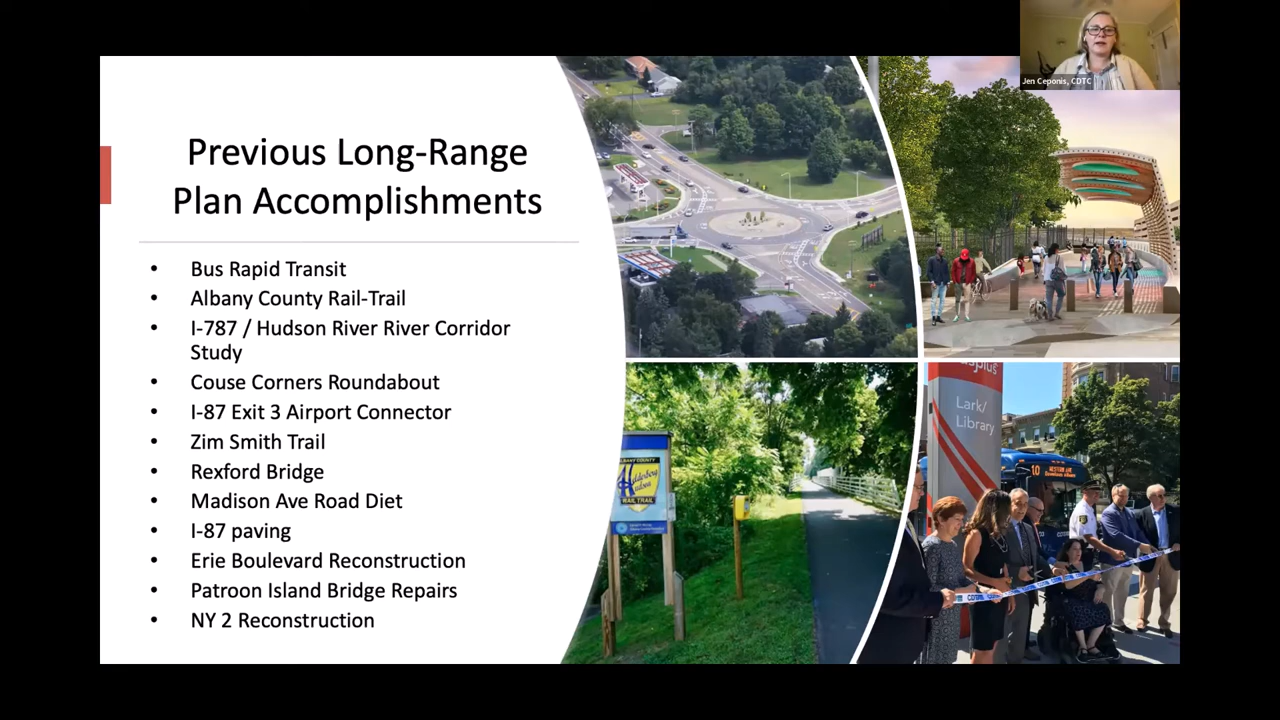 Jen Ceponis, CDTC
Previous Long-Range
Plan Accomplishments
• Bus Rapid Transit
• Albany County Rail-Trail
• I-787 / Hudson River River Corridor
Study
• Couse Corners Roundabout
• I-87 Exit 3 Airport Connector
• Zim Smith Trail
• Rexford Bridge
• Madison Ave Road Diet
• I-87 paving
• Erie Boulevard Reconstruction
• Patroon Island Bridge Repairs
• NY 2 Reconstruction
ALBANY COUNTY
Hudson
RAIL TRAIL
Lark/
Library
10
CDTA